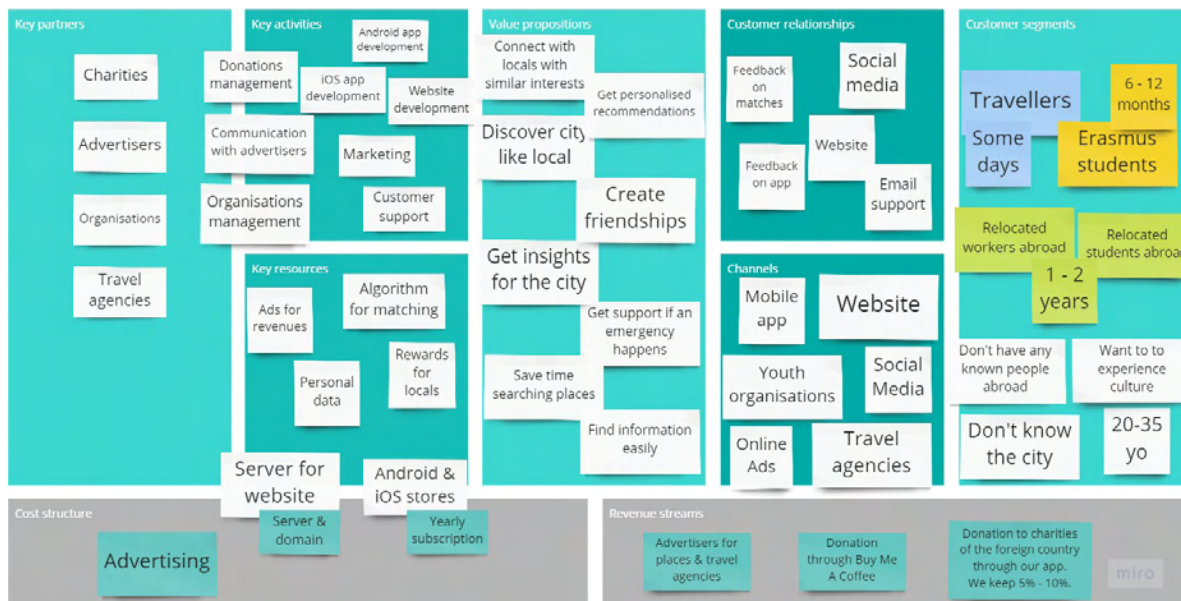 Key partners
Charities
Advertisers
Organisations
Travel
agencies
Key activities
Android app
development
Donations
management
iOS app
development
Website
development
Communication
with advertisers
Marketing
Organisations
management
Customer
support
Key resources
Ads for
revenues
Algorithm
for matching
Personal
data
Rewards
for
locals
Server for
website
Android &
iOS stores
Value propositions
Connect with
locals with
similar interests
Get personalised
recommendations
Discover city
like local
Create
friendships
Get insights
for the city
Get support if an
emergency
happens
Save time
searching places
Find information
easily
Customer relationships
Feedback
on
matches
Social
media
Website
Feedback
on app
Email
support
Channels
Mobile
app
Website
Youth
organisations
Social
Media
Online
Ads
Travel
agencies
Customer segments
Travellers
Some
days
6 - 12
months
Erasmus
students
Relocated
workers abroad
Relocated
students abroad
1 - 2
years
Don't have any
known people
abroad
Want to to
experience
culture
Don't know
the city
20-35
yo
Cost structure
Advertising
Server &
domain
Yearly
subscription
Revenue streams
Advertisers for
places & travel
agencies
Donation
through Buy Me
A Coffee
Donation to charities
of the foreign country
through our app.
We keep 5% - 10%.
miro